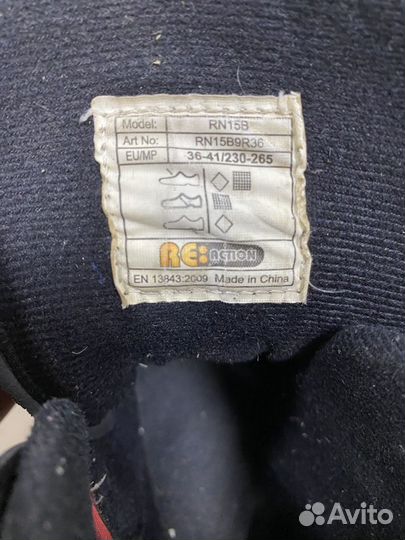 Model: RN15B
Art No: RN15B9R36
EU/MP 36-41/230-265
RE:ACTION
EN 13843:2009 Made in China
Avito